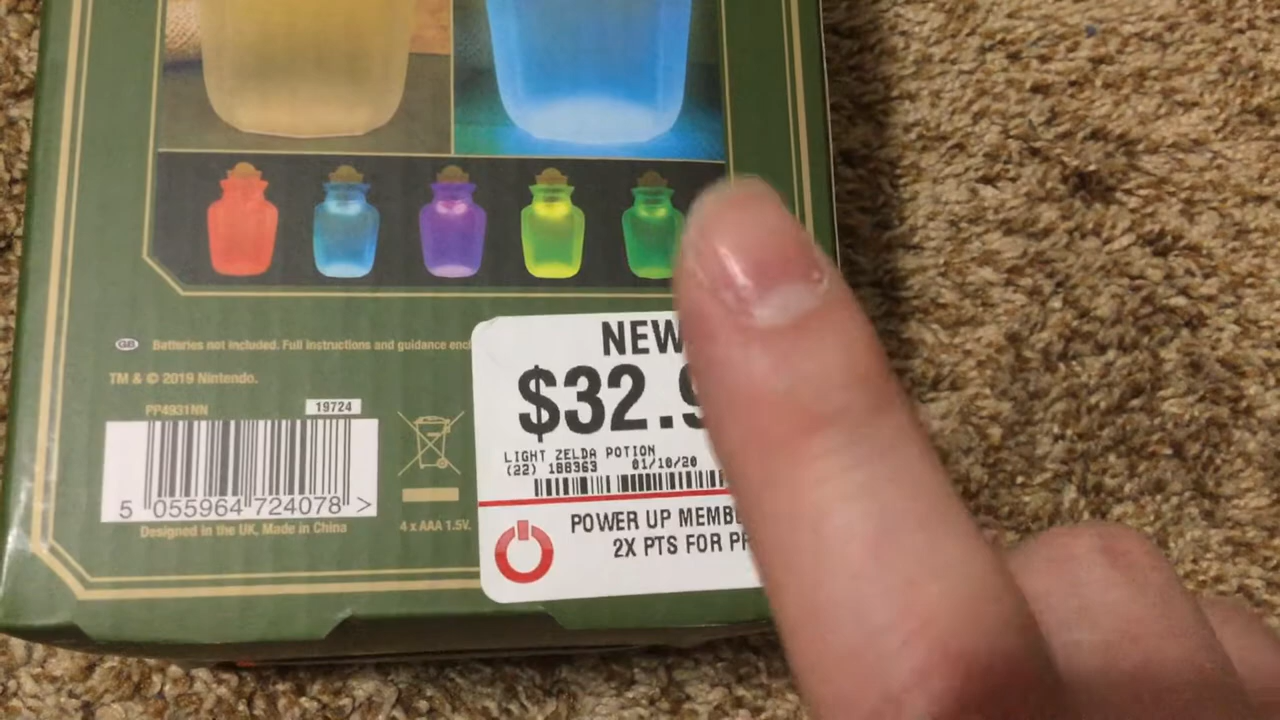 GB Batteries not included. Full instructions and guidance
TM & © 2019 Nintendo.
PP4931NN 19724
5 055964 724078 >
Designed in the UK, Made in China
4 x AAA 1.5V.
NEW
$32.9
LIGHT ZELDA POTION
(22) 188363 01/10/20
POWER UP
2X PTS FOR